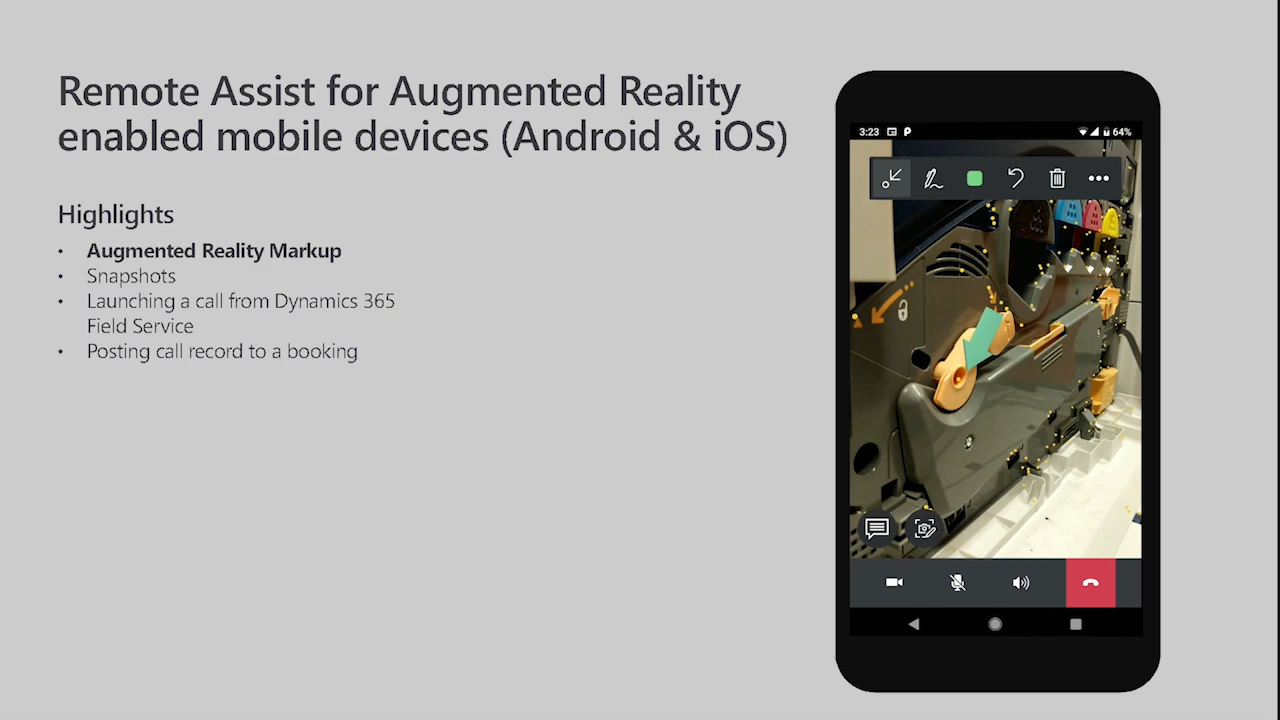 Remote Assist for Augmented Reality
enabled mobile devices (Android & iOS)
Highlights
• Augmented Reality Markup
• Snapshots
• Launching a call from Dynamics 365
Field Service
• Posting call record to a booking
3:23 64%